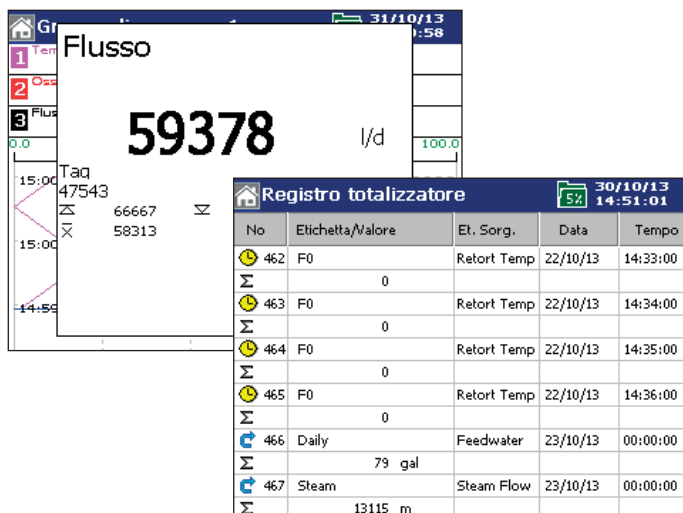 31/10/13
:58
1 Tem
2 Oss
3 Flus
0.0
100.0
15:00
15:00
14:59
Flusso
59378 l/d
Tag
47543
66667
x 58313
Registro totalizzatore 5% 30/10/13
14:51:01
No Etichetta/Valore Et. Sorg. Data Tempo
462 F0 Retort Temp 22/10/13 14:33:00
Σ 0
463 F0 Retort Temp 22/10/13 14:34:00
Σ 0
464 F0 Retort Temp 22/10/13 14:35:00
Σ 0
465 F0 Retort Temp 22/10/13 14:36:00
Σ 0
466 Daily Feedwater 23/10/13 00:00:00
Σ 79 gal
467 Steam Steam Flow 23/10/13 00:00:00
Σ 13115 m